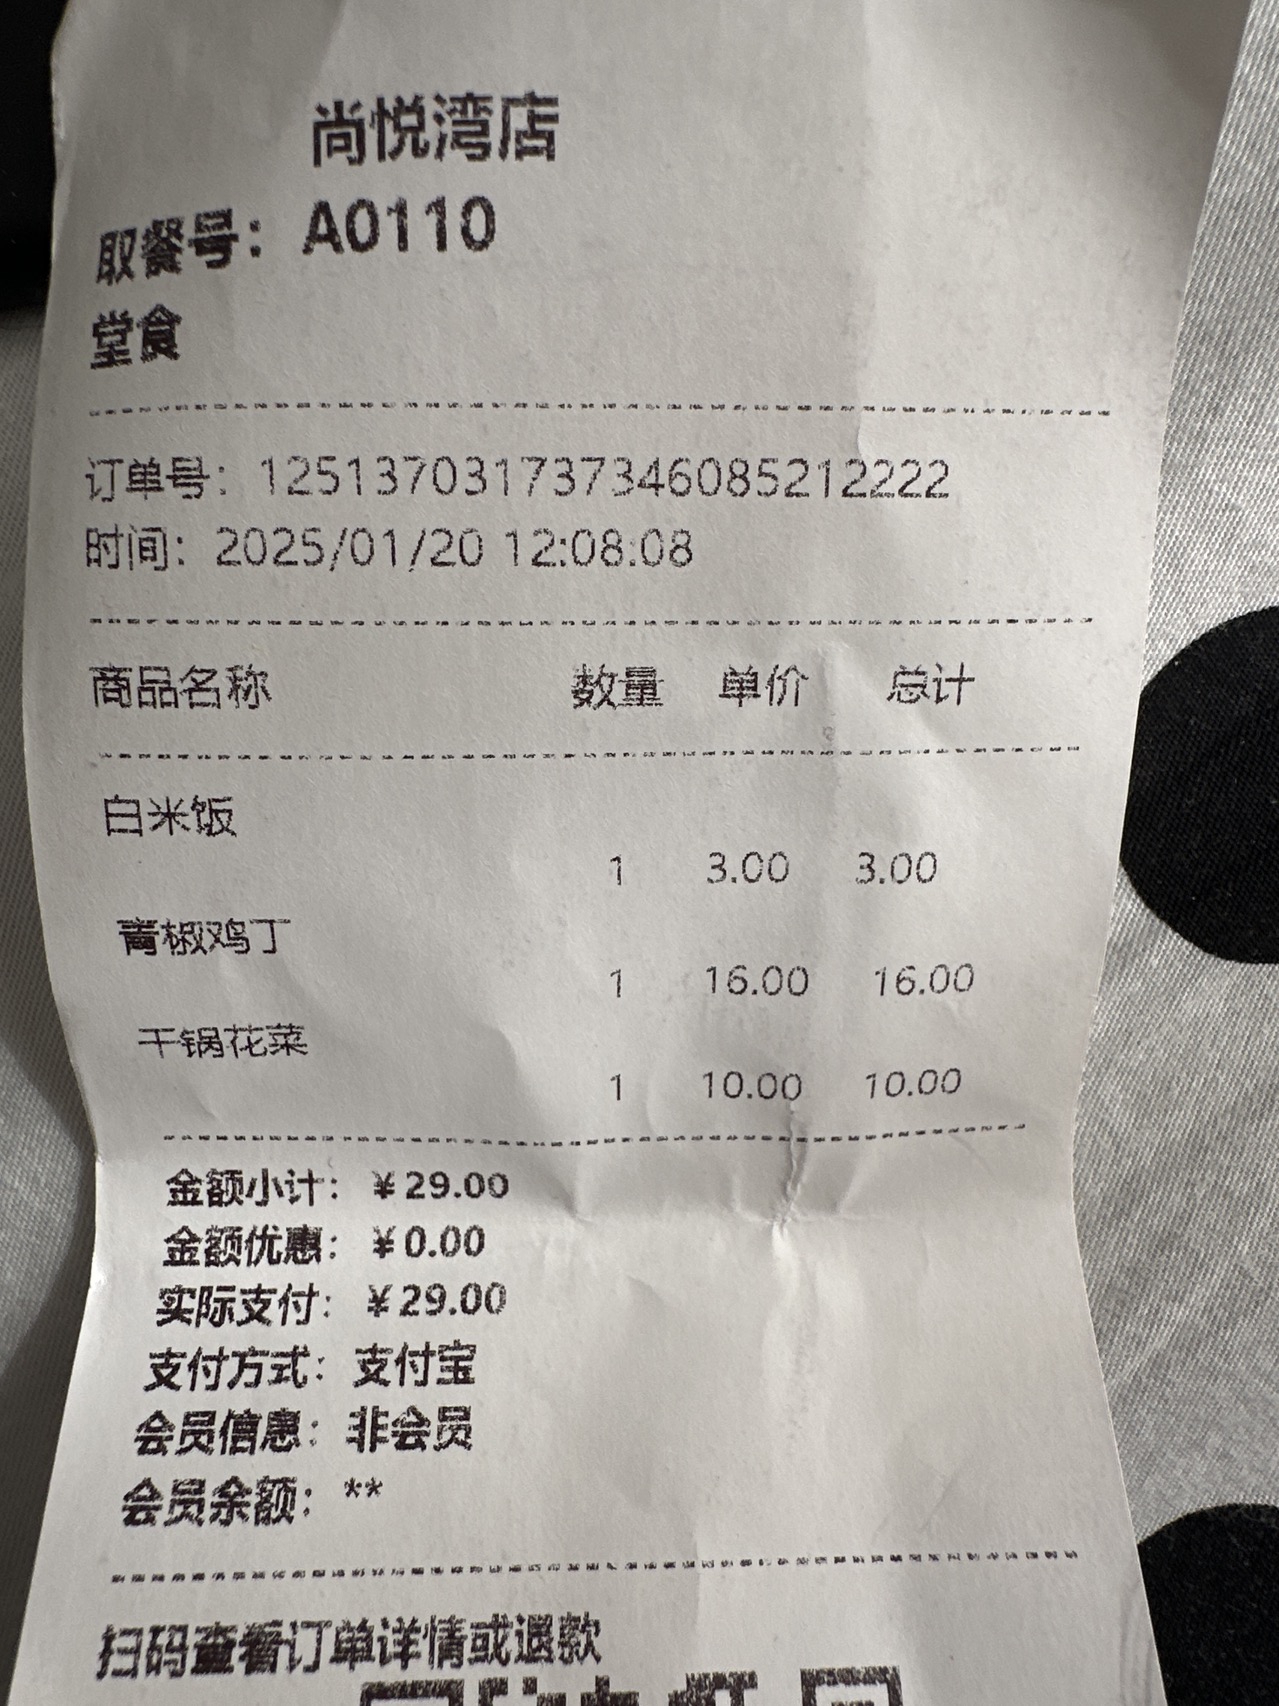 尚悦湾店
取餐号：A0110
堂食
订单号：12513703173734608521​2222
时间：2025/01/20 12:08:08
商品名称 数量 单价 总计
白米饭
1 3.00 3.00
青椒鸡丁
1 16.00 16.00
干锅花菜
1 10.00 10.00
金额小计：￥29.00
金额优惠：￥0.00
实际支付：￥29.00
支付方式：支付宝
会员信息：非会员
会员余额：**
扫码查看订单详情或退款